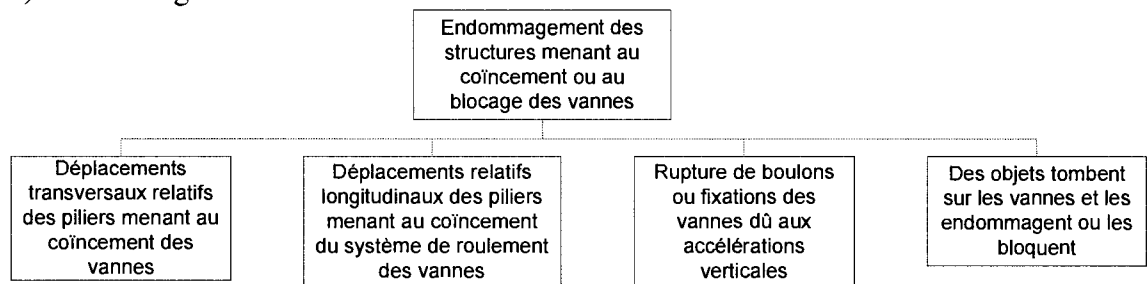 Endommagement des
structures menant au
coïncement ou au
blocage des vannes
Déplacements
transversaux relatifs
des piliers menant au
coïncement des
vannes
Déplacements relatifs
longitudinaux des piliers
menant au coïncement
du système de roulement
des vannes
Rupture de boulons
ou fixations des
vannes dû aux
accélérations
verticales
Des objets tombent
sur les vannes et les
endommagent ou les
bloquent